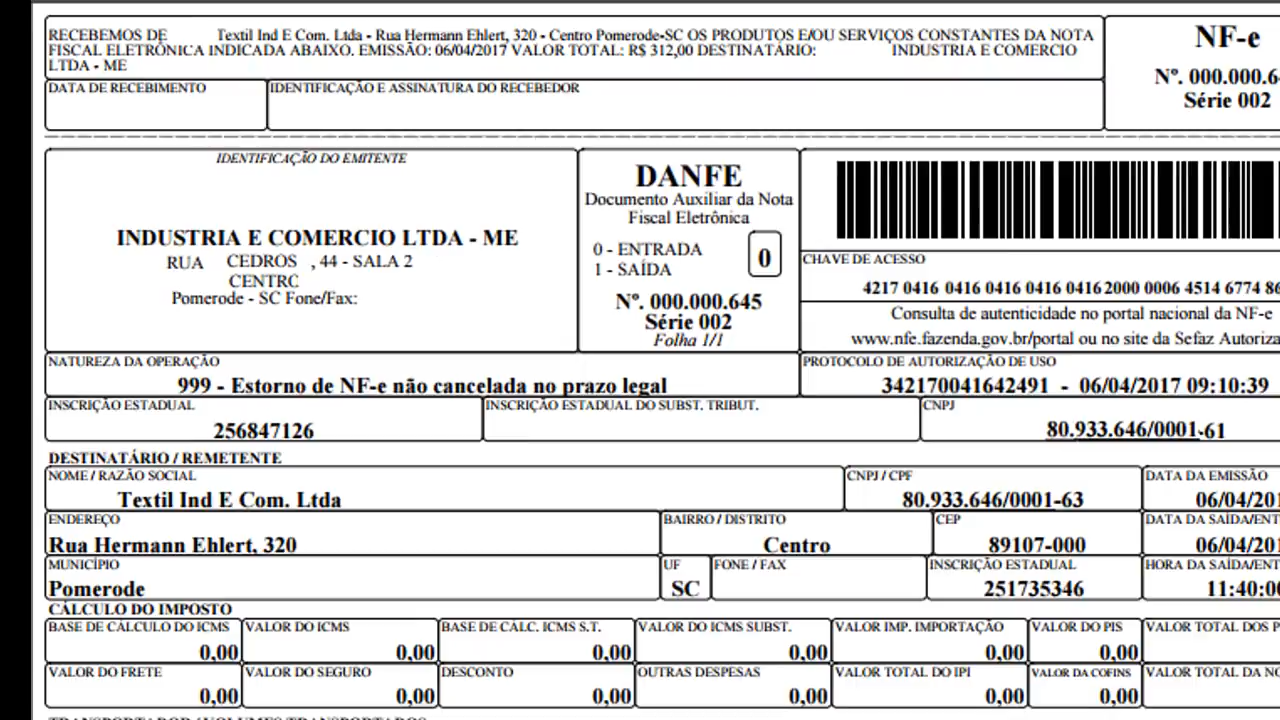 RECEBEMOS DE Textil Ind E Com. Ltda - Rua Hermann Ehlert, 320 - Centro Pomerode-SC OS PRODUTOS E/OU SERVIÇOS CONSTANTES DA NOTA
FISCAL ELETRÔNICA INDICADA ABAIXO. EMISSÃO: 06/04/2017 VALOR TOTAL: R$ 312,00 DESTINATÁRIO: INDUSTRIA E COMERCIO
LTDA - ME
NF-e
Nº. 000.000.6
Série 002
DATA DE RECEBIMENTO
IDENTIFICAÇÃO E ASSINATURA DO RECEBEDOR
IDENTIFICAÇÃO DO EMITENTE
INDUSTRIA E COMERCIO LTDA - ME
RUA CEDROS , 44 - SALA 2
CENTRO
Pomerode - SC Fone/Fax:
DANFE
Documento Auxiliar da Nota
Fiscal Eletrônica
0 - ENTRADA
1 - SAÍDA
0
Nº. 000.000.645
Série 002
Folha 1/1
CHAVE DE ACESSO
4217 0416 0416 0416 0416 0416 2000 0006 4514 6774 86
Consulta de autenticidade no portal nacional da NF-e
www.nfe.fazenda.gov.br/portal ou no site da Sefaz Autoriza
NATUREZA DA OPERAÇÃO
999 - Estorno de NF-e não cancelada no prazo legal
PROTOCOLO DE AUTORIZAÇÃO DE USO
342170041642491 - 06/04/2017 09:10:39
INSCRIÇÃO ESTADUAL
256847126
INSCRIÇÃO ESTADUAL DO SUBST. TRIBUT.
CNPJ
80.933.646/0001-61
DESTINATÁRIO / REMETENTE
NOME / RAZÃO SOCIAL
Textil Ind E Com. Ltda
CNPJ / CPF
80.933.646/0001-63
DATA DA EMISSÃO
06/04/201
ENDEREÇO
Rua Hermann Ehlert, 320
BAIRRO / DISTRITO
Centro
CEP
89107-000
DATA DA SAÍDA/ENT
06/04/201
MUNICÍPIO
Pomerode
UF
SC
FONE / FAX
INSCRIÇÃO ESTADUAL
251735346
HORA DA SAÍDA/ENT
11:40:00
CÁLCULO DO IMPOSTO
BASE DE CÁLCULO DO ICMS
0,00
VALOR DO ICMS
0,00
BASE DE CÁLC. ICMS S.T.
0,00
VALOR DO ICMS SUBST.
0,00
VALOR IMP. IMPORTAÇÃO
0,00
VALOR DO PIS
0,00
VALOR TOTAL DOS P
VALOR DO FRETE
0,00
VALOR DO SEGURO
0,00
DESCONTO
0,00
OUTRAS DESPESAS
0,00
VALOR TOTAL DO IPI
0,00
VALOR DA COFINS
0,00
VALOR TOTAL DA NO
TRANSPORTADOR / VOLUMES TRANSPORTADOS